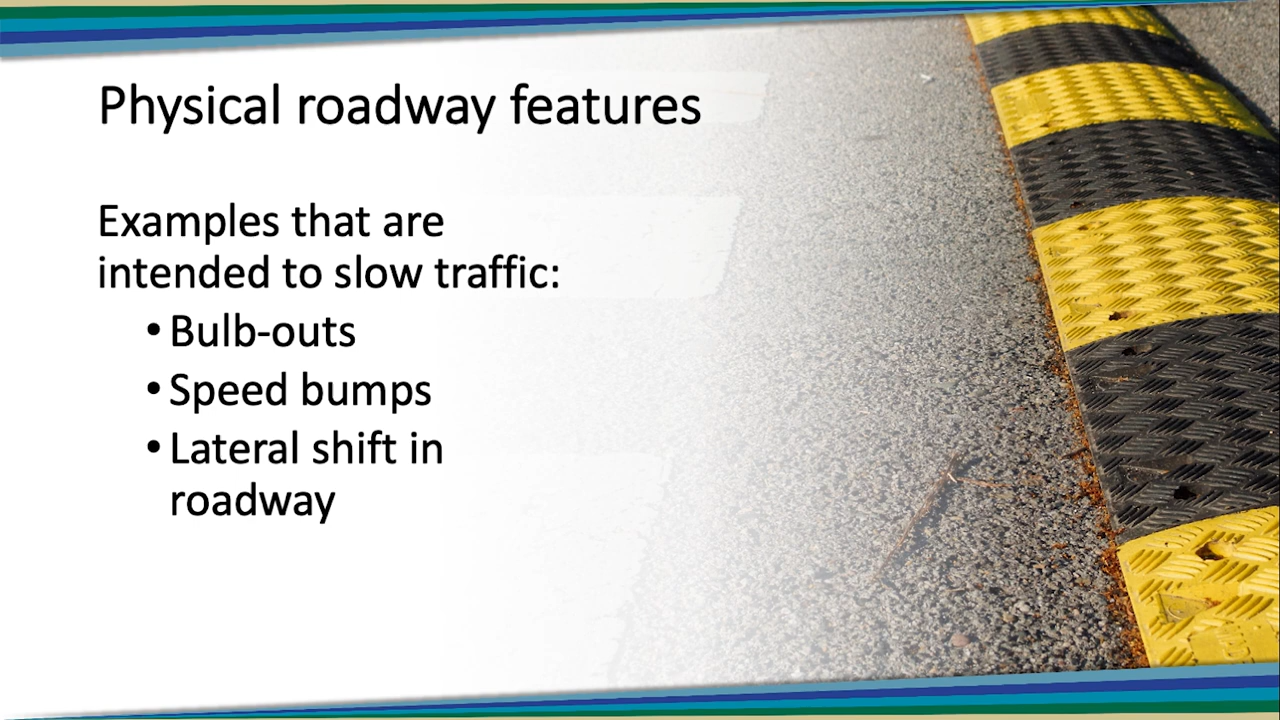 Physical roadway features
Examples that are
intended to slow traffic:
• Bulb-outs
• Speed bumps
• Lateral shift in
roadway